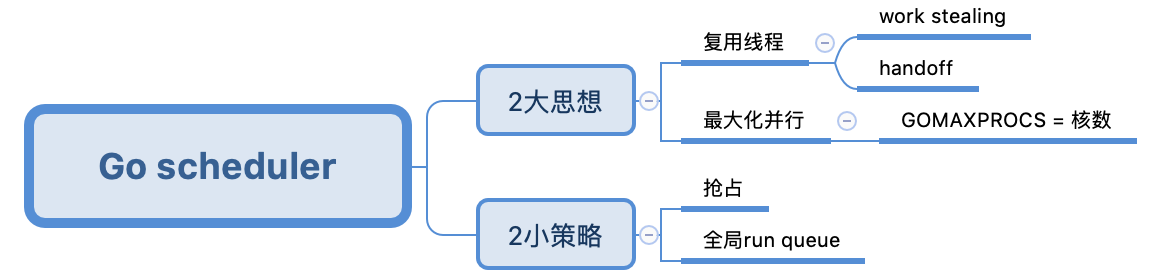 Go scheduler
2大思想
复用线程
work stealing
handoff
最大化并行
GOMAXPROCS = 核数
2小策略
抢占
全局run queue